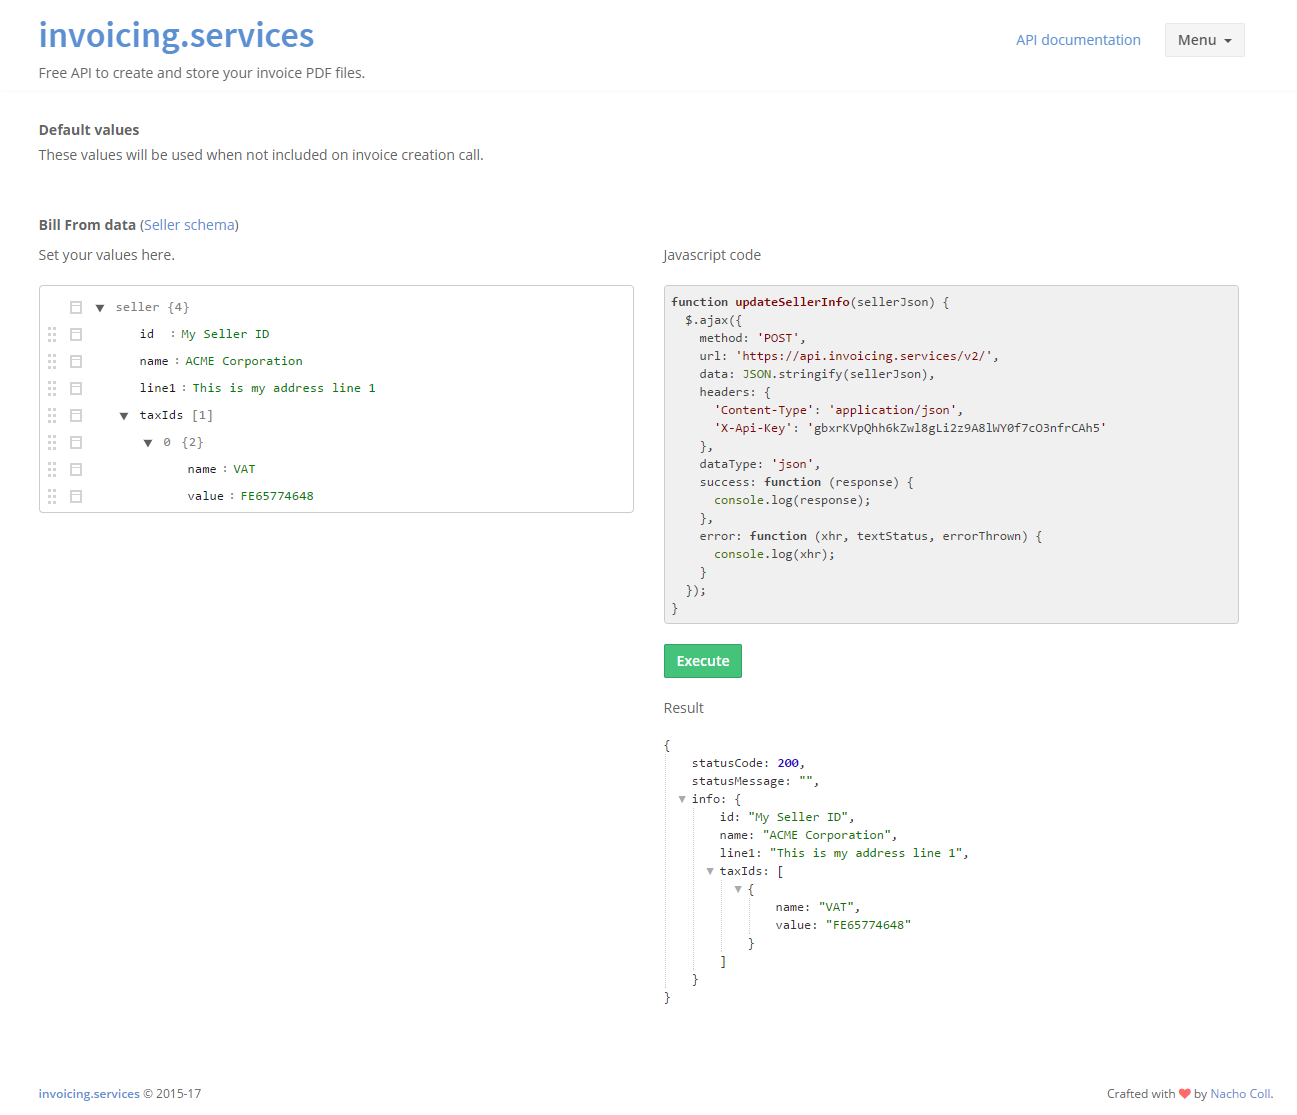 invoicing.services
API documentation
Menu
Free API to create and store your invoice PDF files.
Default values
These values will be used when not included on invoice creation call.
Bill From data (Seller schema)
Set your values here.
seller {4}
id : My Seller ID
name : ACME Corporation
line1 : This is my address line 1
taxIds [1]
0 {2}
name : VAT
value : FE65774648
Javascript code
function updateSellerInfo(sellerJson) {
$.ajax({
method: 'POST',
url: 'https://api.invoicing.services/v2/',
data: JSON.stringify(sellerJson),
headers: {
'Content-Type': 'application/json',
'X-Api-Key': 'gbxrKVpQhh6kZwl8gLi2z9A8lWY0f7cO3nfrCAh5'
},
dataType: 'json',
success: function (response) {
console.log(response);
},
error: function (xhr, textStatus, errorThrown) {
console.log(xhr);
}
});
}
Execute
Result
{
statusCode: 200,
statusMessage: "",
info: {
id: "My Seller ID",
name: "ACME Corporation",
line1: "This is my address line 1",
taxIds: [
{
name: "VAT",
value: "FE65774648"
}
]
}
}
invoicing.services © 2015-17
Crafted with ❤ by Nacho Coll.